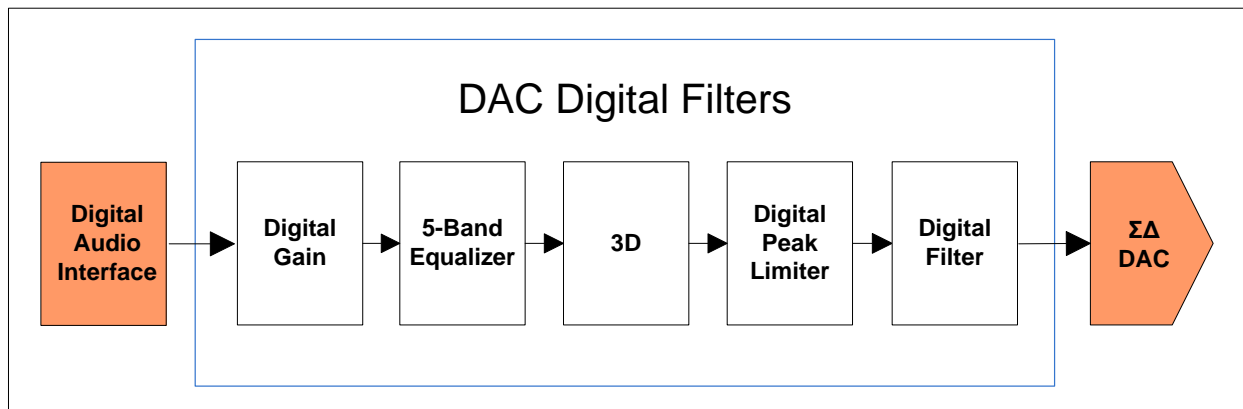 DAC Digital Filters
Digital
Audio
Interface
Digital
Gain
5-Band
Equalizer
3D
Digital
Peak
Limiter
Digital
Filter
ΣΔ
DAC